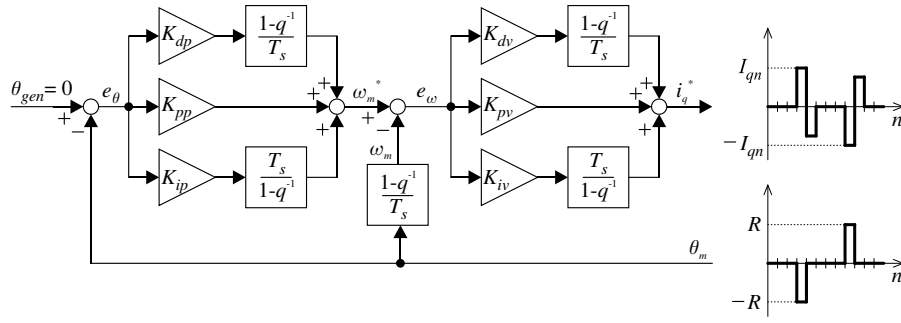 θgen= 0
+
−
eθ
Kdp
1-q⁻¹
Ts
Kpp
Kip
Ts
1-q⁻¹
+
+
+
ωm*
+
−
ωm
1-q⁻¹
Ts
eω
Kdv
1-q⁻¹
Ts
Kpv
Kiv
Ts
1-q⁻¹
+
+
+
iq*
θm
Iqn
−Iqn
n
R
−R
n